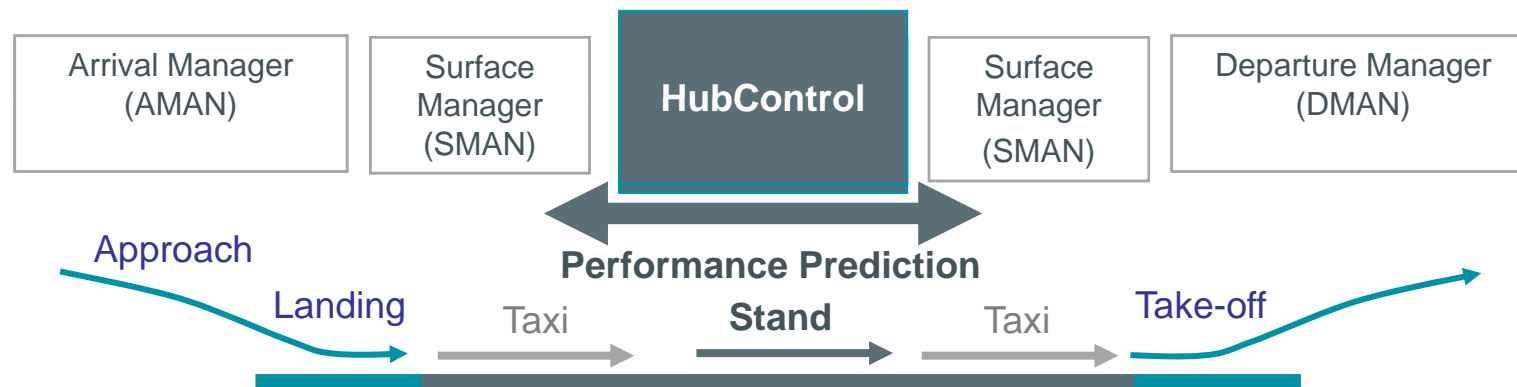 Arrival Manager
(AMAN)
Surface
Manager
(SMAN)
HubControl
Surface
Manager
(SMAN)
Departure Manager
(DMAN)
Performance Prediction
Approach
Landing
Taxi
Stand
Taxi
Take-off